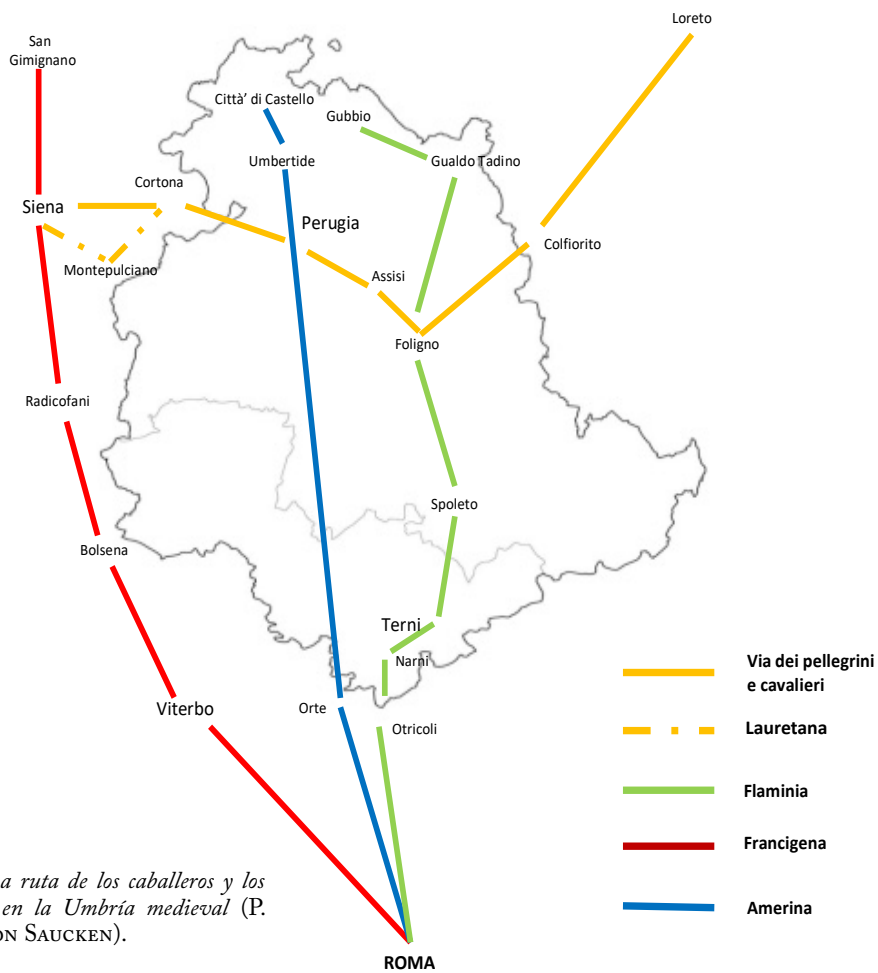 Loreto
San
Gimignano
Città' di Castello
Gubbio
Umbertide
Gualdo Tadino
Cortona
Siena
Perugia
Colfiorito
Montepulciano
Assisi
Foligno
Radicofani
Spoleto
Bolsena
Terni
Narni
Viterbo
Orte
Otricoli
ROMA
Via dei pellegrini
e cavalieri
Lauretana
Flaminia
Francigena
Amerina
a ruta de los caballeros y los
en la Umbría medieval (P.
ON SAUCKEN).